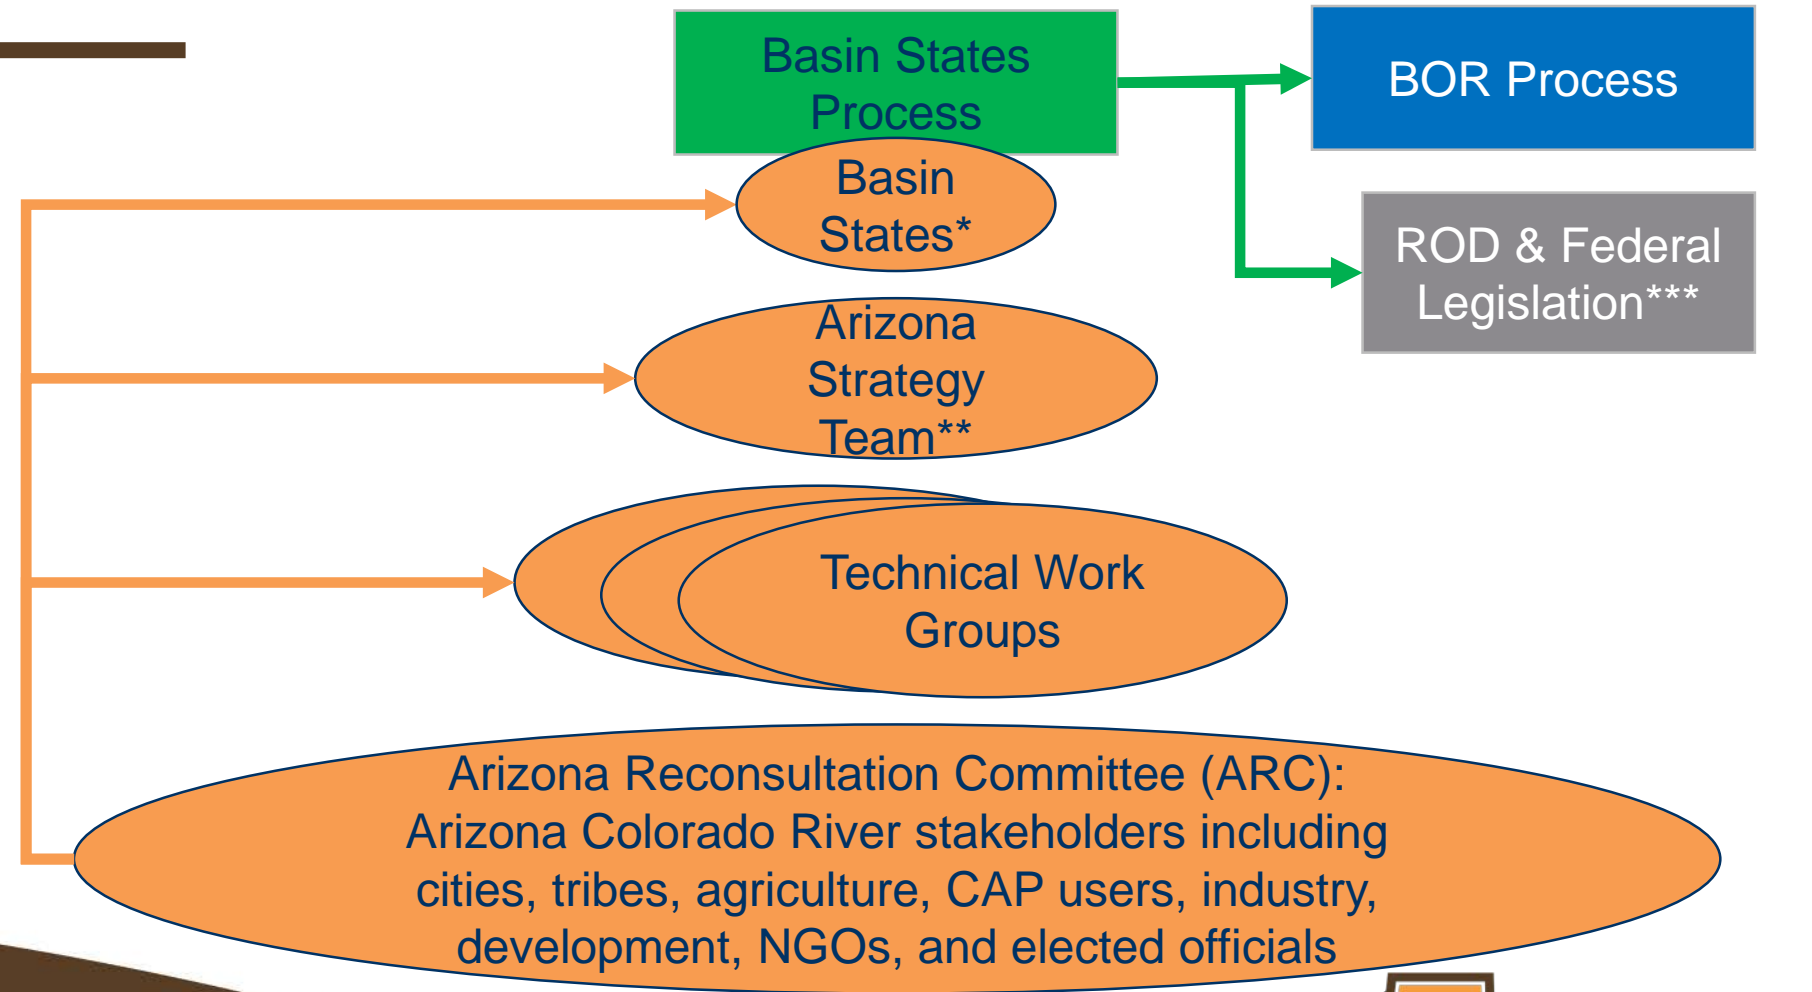 Basin States
Process
BOR Process
Basin
States*
ROD & Federal
Legislation***
Arizona
Strategy
Team**
Technical Work
Groups
Arizona Reconsultation Committee (ARC):
Arizona Colorado River stakeholders including
cities, tribes, agriculture, CAP users, industry,
development, NGOs, and elected officials